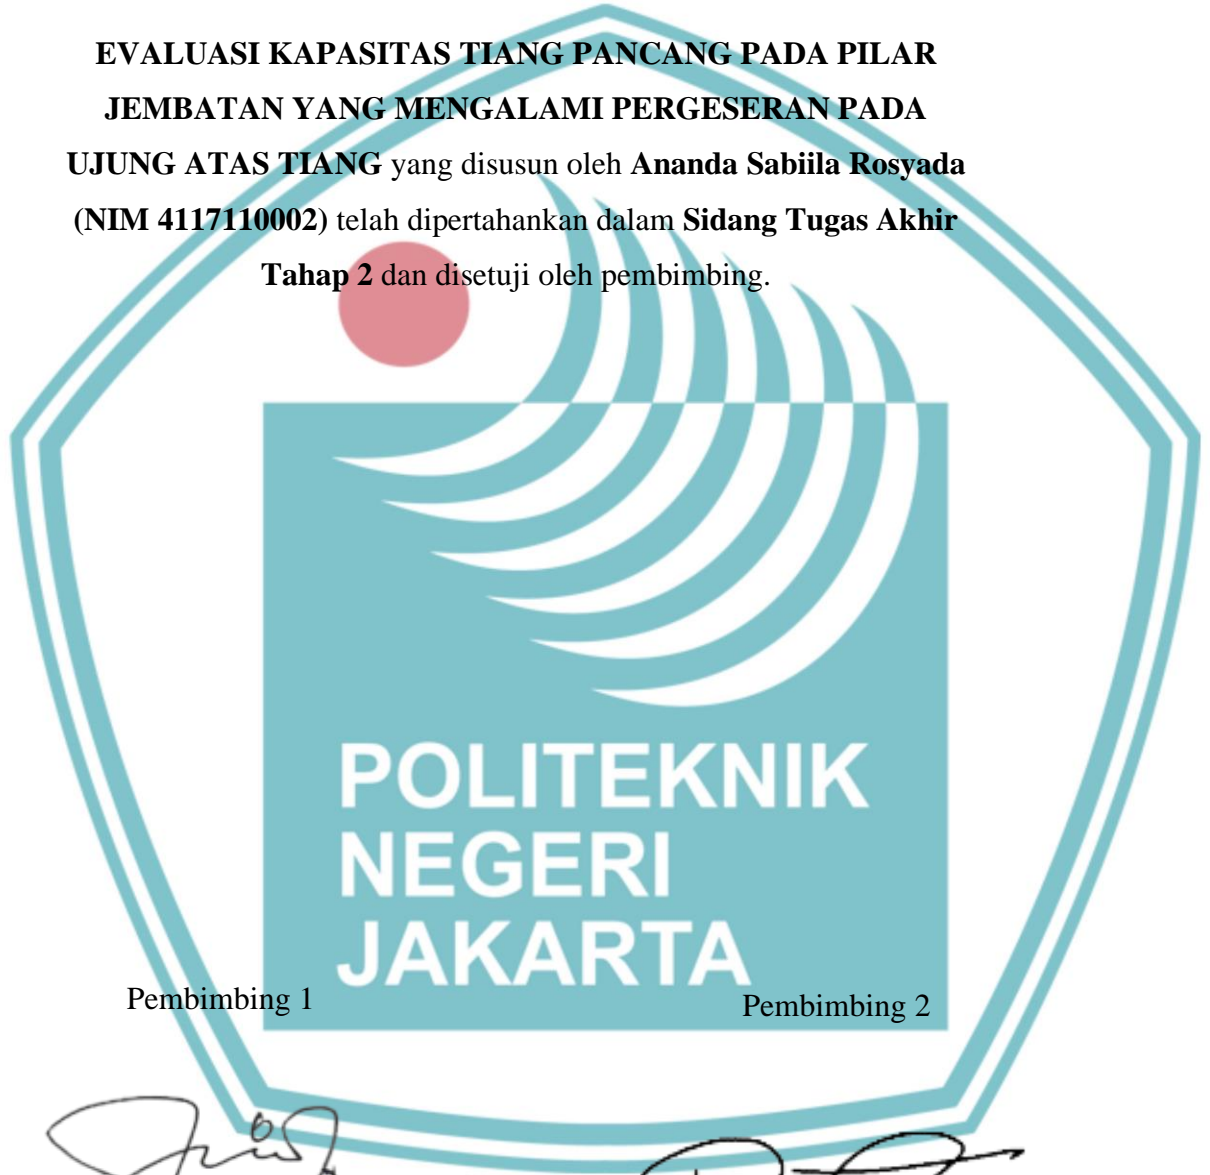 EVALUASI KAPASITAS TIANG PANCANG PADA PILAR
JEMBATAN YANG MENGALAMI PERGESERAN PADA
UJUNG ATAS TIANG yang disusun oleh Ananda Sabiila Rosyada
(NIM 4117110002) telah dipertahankan dalam Sidang Tugas Akhir
Tahap 2 dan disetuji oleh pembimbing.
POLITEKNIK
NEGERI
JAKARTA
Pembimbing 1
Pembimbing 2